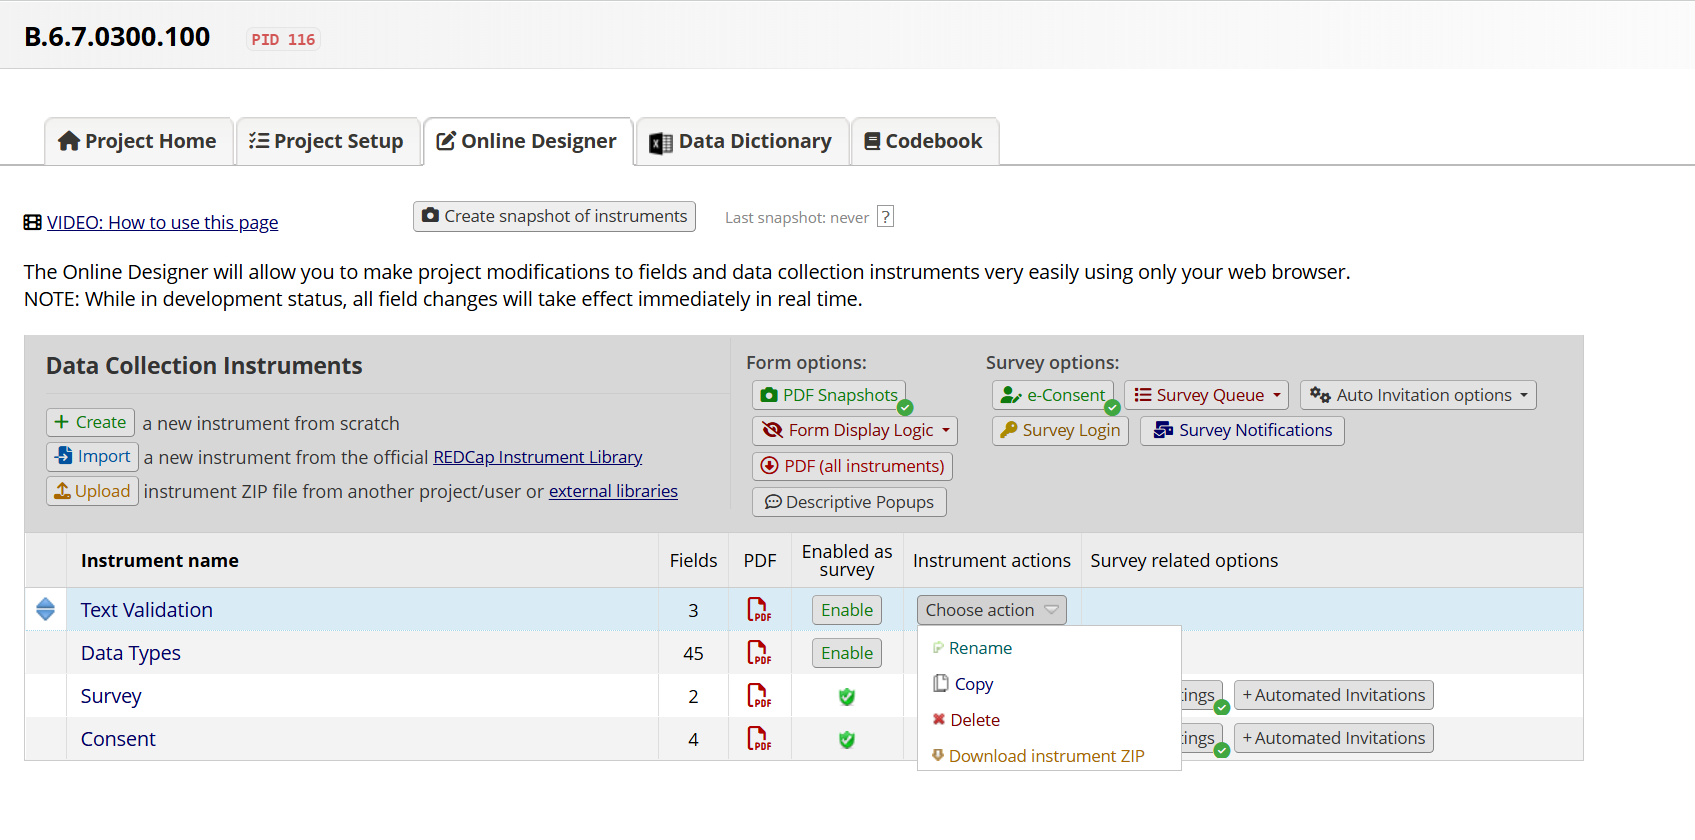 B.6.7.0300.100 PID 116
Project Home Project Setup Online Designer Data Dictionary Codebook
VIDEO: How to use this page Create snapshot of instruments Last snapshot: never ?
The Online Designer will allow you to make project modifications to fields and data collection instruments very easily using only your web browser.
NOTE: While in development status, all field changes will take effect immediately in real time.
Data Collection Instruments
+ Create a new instrument from scratch
Import a new instrument from the official REDCap Instrument Library
Upload instrument ZIP file from another project/user or external libraries
Form options:
PDF Snapshots
Form Display Logic
PDF (all instruments)
Descriptive Popups
Survey options:
e-Consent Survey Queue Auto Invitation options
Survey Login Survey Notifications
Instrument name Fields PDF Enabled as survey Instrument actions Survey related options
Text Validation 3 PDF Enable Choose action
Data Types 45 PDF Enable
Survey 2 PDF tings + Automated Invitations
Consent 4 PDF tings + Automated Invitations
Rename
Copy
Delete
Download instrument ZIP